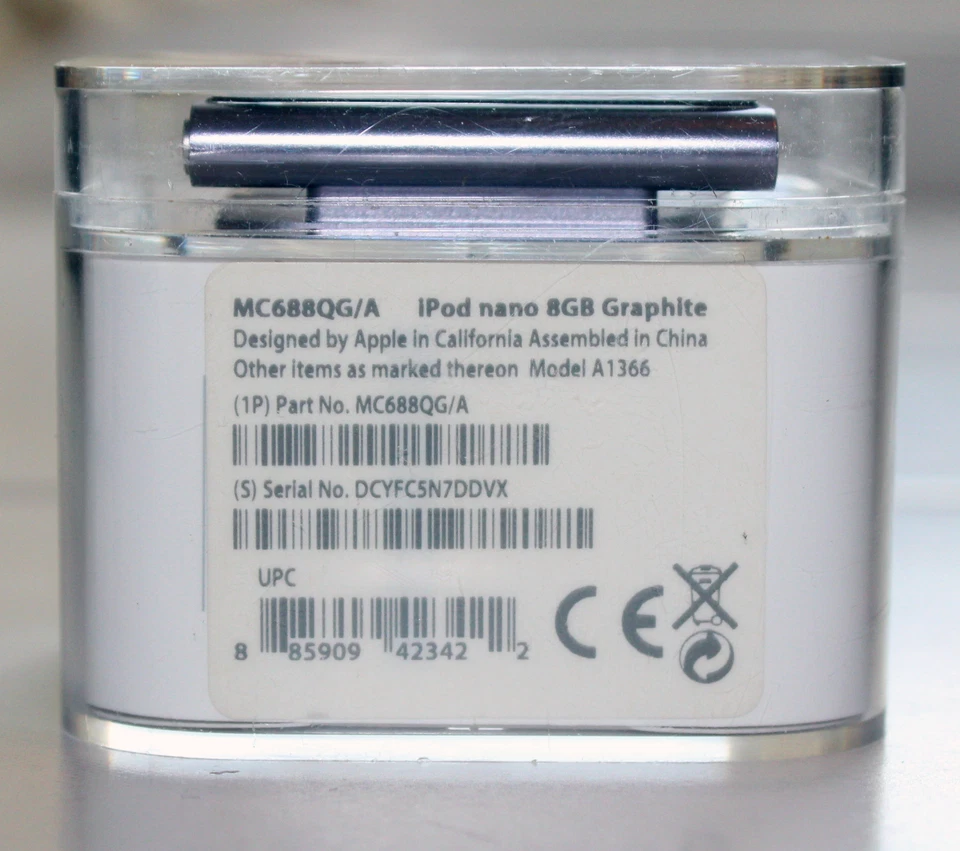 MC688QG/A iPod nano 8GB Graphite
Designed by Apple in California Assembled in China
Other items as marked thereon Model A1366
(1P) Part No. MC688QG/A
(S) Serial No. DCYFC5N7DDVX
UPC
8 85909 42342 2
CE